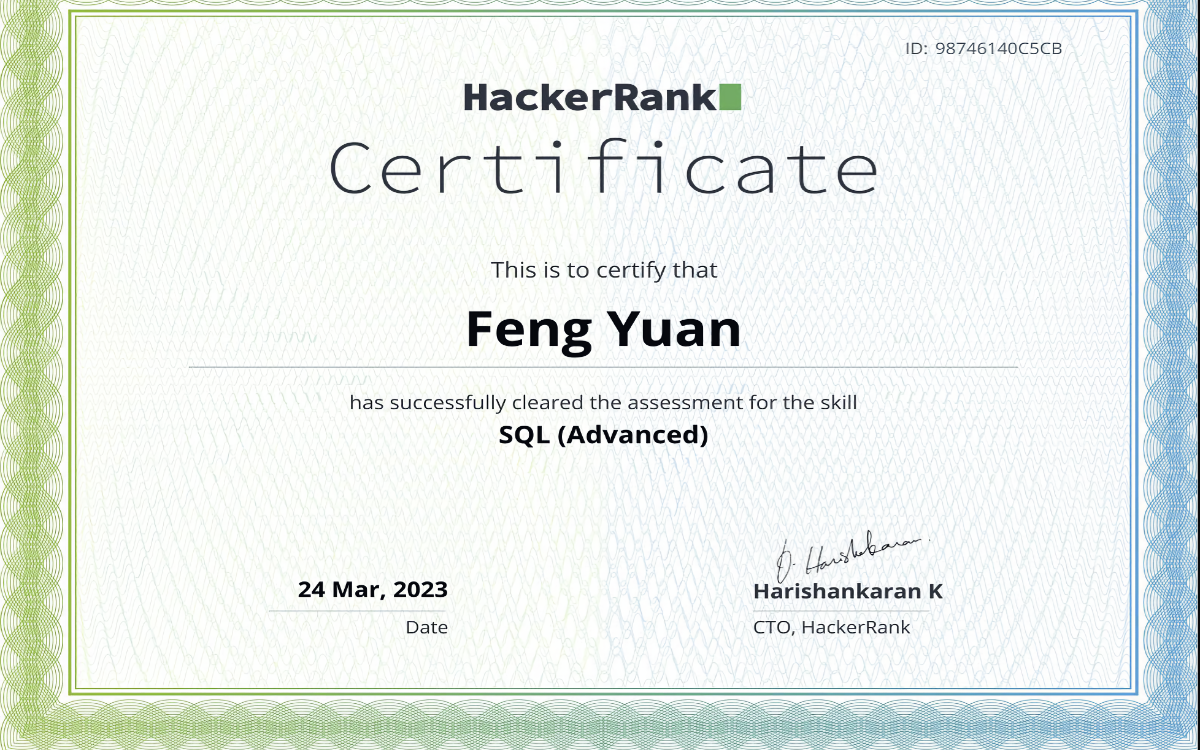 ID: 98746140C5CB
HackerRank
Certificate
This is to certify that
Feng Yuan
has successfully cleared the assessment for the skill
SQL (Advanced)
24 Mar, 2023
Date
Harishankaran K
CTO, HackerRank